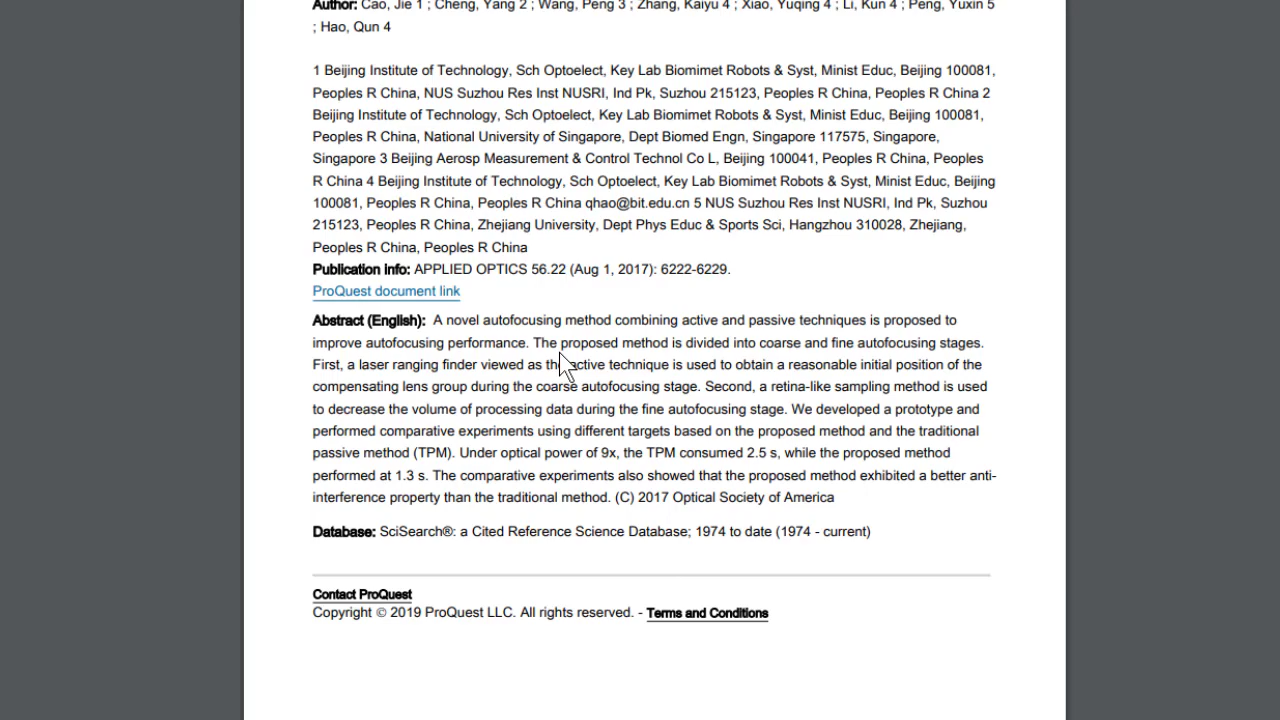 Author: Cao, Jie 1 ; Cheng, Yang 2 ; Wang, Peng 3 ; Zhang, Kaiyu 4 ; Xiao, Yuqing 4 ; Li, Kun 4 ; Peng, Yuxin 5
; Hao, Qun 4
1 Beijing Institute of Technology, Sch Optoelect, Key Lab Biomimet Robots & Syst, Minist Educ, Beijing 100081,
Peoples R China, NUS Suzhou Res Inst NUSRI, Ind Pk, Suzhou 215123, Peoples R China, Peoples R China 2
Beijing Institute of Technology, Sch Optoelect, Key Lab Biomimet Robots & Syst, Minist Educ, Beijing 100081,
Peoples R China, National University of Singapore, Dept Biomed Engn, Singapore 117575, Singapore,
Singapore 3 Beijing Aerosp Measurement & Control Technol Co L, Beijing 100041, Peoples R China, Peoples
R China 4 Beijing Institute of Technology, Sch Optoelect, Key Lab Biomimet Robots & Syst, Minist Educ, Beijing
100081, Peoples R China, Peoples R China qhao@bit.edu.cn 5 NUS Suzhou Res Inst NUSRI, Ind Pk, Suzhou
215123, Peoples R China, Zhejiang University, Dept Phys Educ & Sports Sci, Hangzhou 310028, Zhejiang,
Peoples R China, Peoples R China
Publication info: APPLIED OPTICS 56.22 (Aug 1, 2017): 6222-6229.
ProQuest document link
Abstract (English): A novel autofocusing method combining active and passive techniques is proposed to
improve autofocusing performance. The proposed method is divided into coarse and fine autofocusing stages.
First, a laser ranging finder viewed as the active technique is used to obtain a reasonable initial position of the
compensating lens group during the coarse autofocusing stage. Second, a retina-like sampling method is used
to decrease the volume of processing data during the fine autofocusing stage. We developed a prototype and
performed comparative experiments using different targets based on the proposed method and the traditional
passive method (TPM). Under optical power of 9x, the TPM consumed 2.5 s, while the proposed method
performed at 1.3 s. The comparative experiments also showed that the proposed method exhibited a better anti-
interference property than the traditional method. (C) 2017 Optical Society of America
Database: SciSearch®: a Cited Reference Science Database; 1974 to date (1974 - current)
Contact ProQuest
Copyright © 2019 ProQuest LLC. All rights reserved. - Terms and Conditions